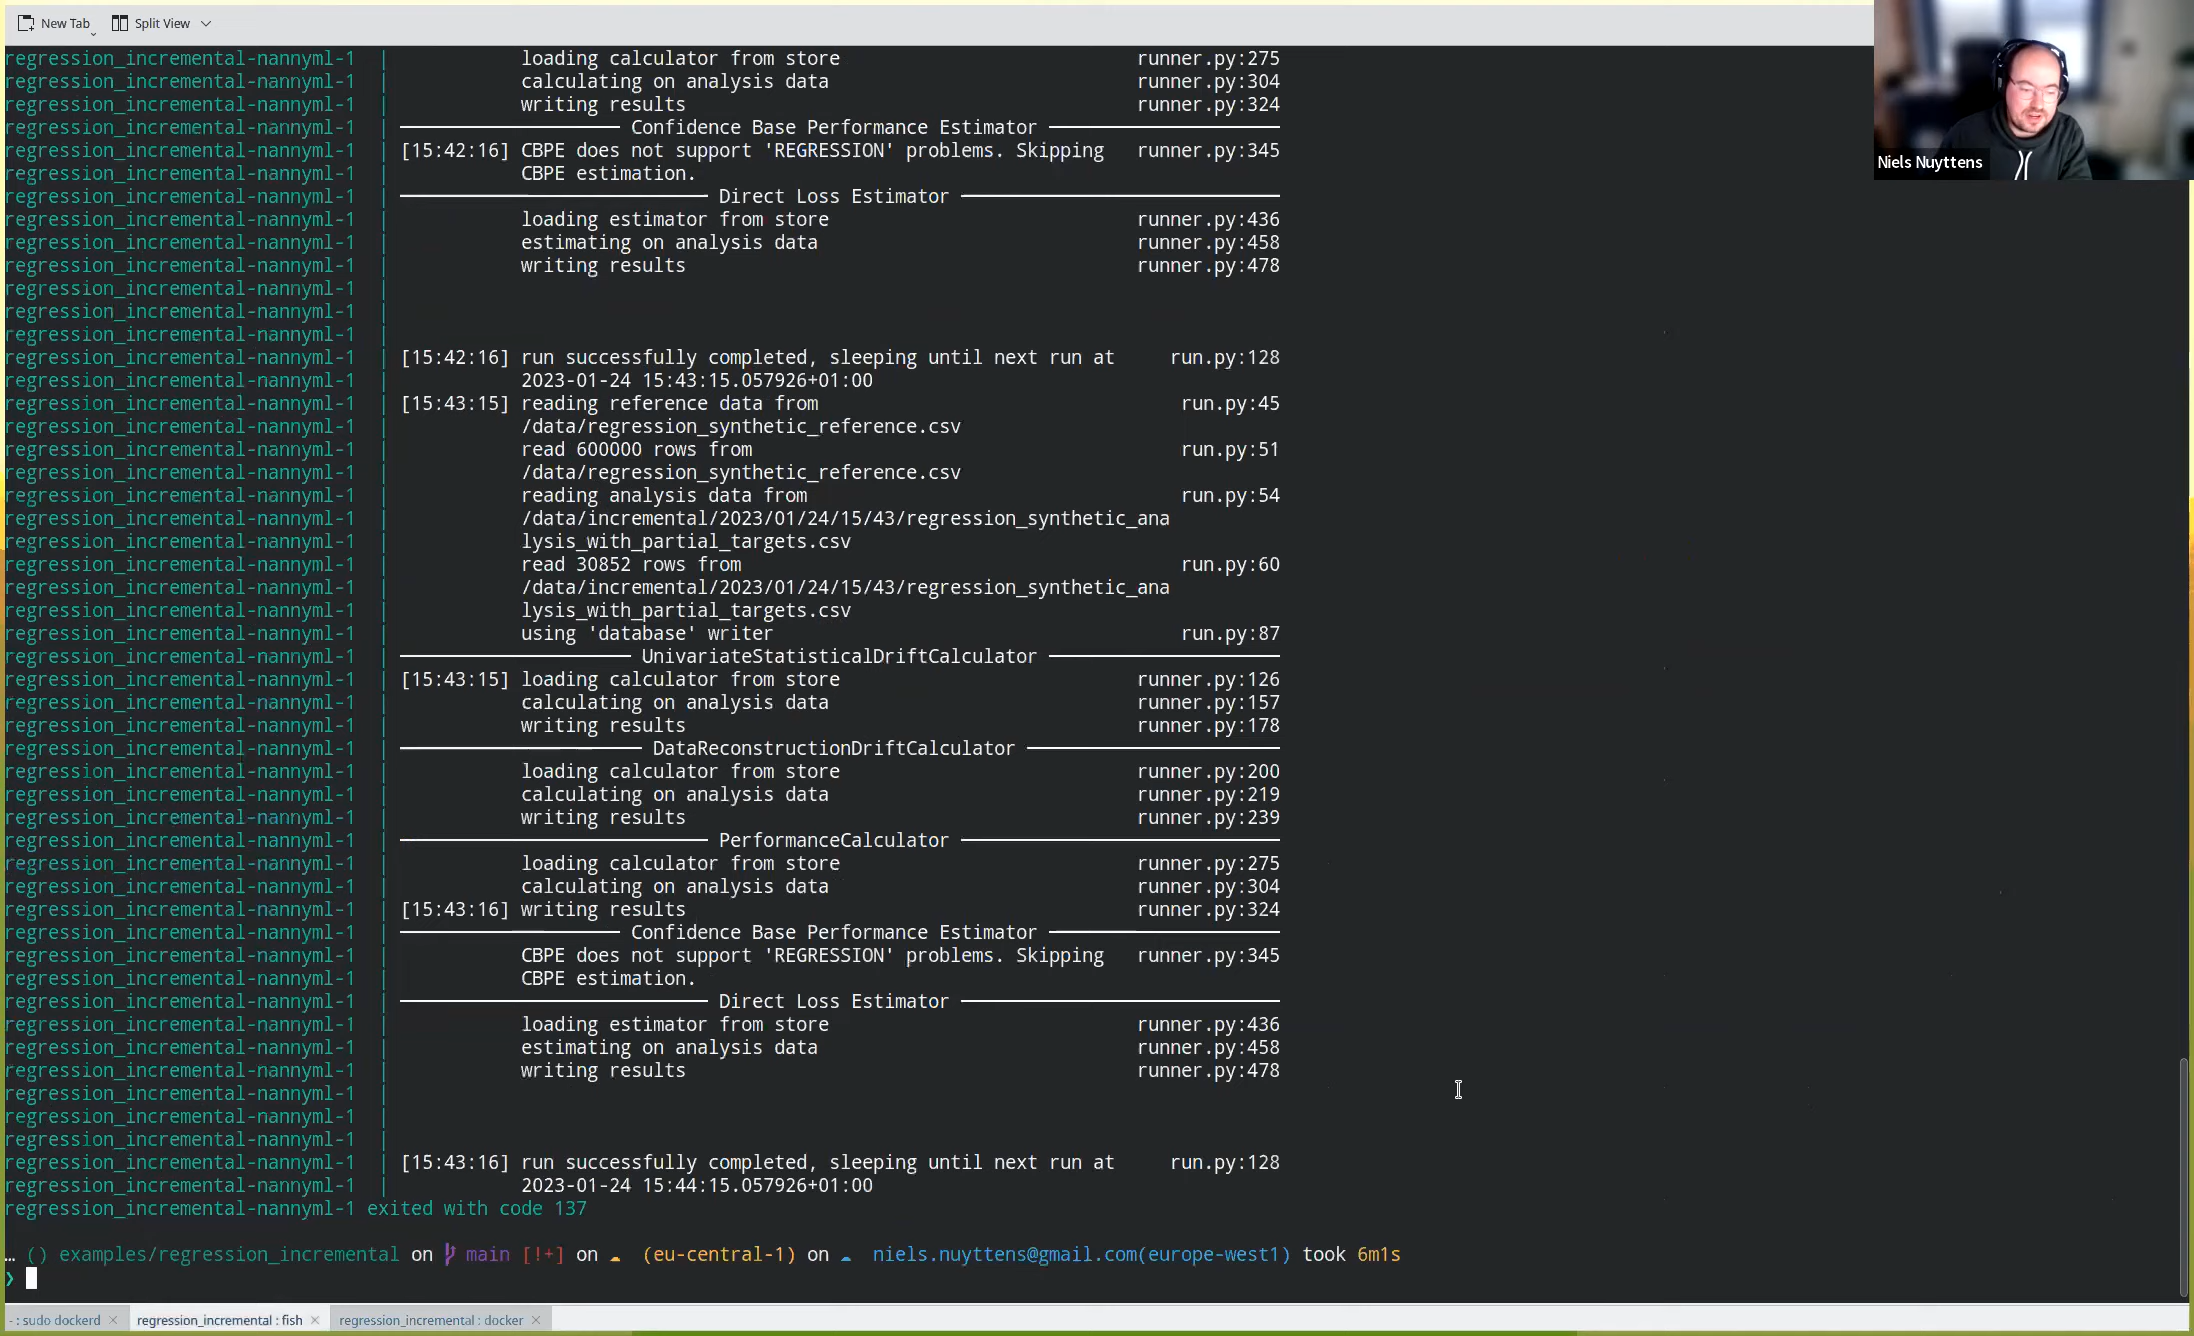 New Tab Split View
Niels Nuyttens
regression_incremental-nannyml-1 | loading calculator from store runner.py:275
regression_incremental-nannyml-1 | calculating on analysis data runner.py:304
regression_incremental-nannyml-1 | writing results runner.py:324
regression_incremental-nannyml-1 | Confidence Base Performance Estimator
regression_incremental-nannyml-1 | [15:42:16] CBPE does not support 'REGRESSION' problems. Skipping runner.py:345
regression_incremental-nannyml-1 | CBPE estimation.
regression_incremental-nannyml-1 | Direct Loss Estimator
regression_incremental-nannyml-1 | loading estimator from store runner.py:436
regression_incremental-nannyml-1 | estimating on analysis data runner.py:458
regression_incremental-nannyml-1 | writing results runner.py:478
regression_incremental-nannyml-1 |
regression_incremental-nannyml-1 |
regression_incremental-nannyml-1 |
regression_incremental-nannyml-1 | [15:42:16] run successfully completed, sleeping until next run at run.py:128
regression_incremental-nannyml-1 | 2023-01-24 15:43:15.057926+01:00
regression_incremental-nannyml-1 | [15:43:15] reading reference data from run.py:45
regression_incremental-nannyml-1 | /data/regression_synthetic_reference.csv
regression_incremental-nannyml-1 | read 600000 rows from run.py:51
regression_incremental-nannyml-1 | /data/regression_synthetic_reference.csv
regression_incremental-nannyml-1 | reading analysis data from run.py:54
regression_incremental-nannyml-1 | /data/incremental/2023/01/24/15/43/regression_synthetic_ana
regression_incremental-nannyml-1 | lysis_with_partial_targets.csv
regression_incremental-nannyml-1 | read 30852 rows from run.py:60
regression_incremental-nannyml-1 | /data/incremental/2023/01/24/15/43/regression_synthetic_ana
regression_incremental-nannyml-1 | lysis_with_partial_targets.csv
regression_incremental-nannyml-1 | using 'database' writer run.py:87
regression_incremental-nannyml-1 | UnivariateStatisticalDriftCalculator
regression_incremental-nannyml-1 | [15:43:15] loading calculator from store runner.py:126
regression_incremental-nannyml-1 | calculating on analysis data runner.py:157
regression_incremental-nannyml-1 | writing results runner.py:178
regression_incremental-nannyml-1 | DataReconstructionDriftCalculator
regression_incremental-nannyml-1 | loading calculator from store runner.py:200
regression_incremental-nannyml-1 | calculating on analysis data runner.py:219
regression_incremental-nannyml-1 | writing results runner.py:239
regression_incremental-nannyml-1 | PerformanceCalculator
regression_incremental-nannyml-1 | loading calculator from store runner.py:275
regression_incremental-nannyml-1 | calculating on analysis data runner.py:304
regression_incremental-nannyml-1 | [15:43:16] writing results runner.py:324
regression_incremental-nannyml-1 | Confidence Base Performance Estimator
regression_incremental-nannyml-1 | CBPE does not support 'REGRESSION' problems. Skipping runner.py:345
regression_incremental-nannyml-1 | CBPE estimation.
regression_incremental-nannyml-1 | Direct Loss Estimator
regression_incremental-nannyml-1 | loading estimator from store runner.py:436
regression_incremental-nannyml-1 | estimating on analysis data runner.py:458
regression_incremental-nannyml-1 | writing results runner.py:478
regression_incremental-nannyml-1 |
regression_incremental-nannyml-1 |
regression_incremental-nannyml-1 |
regression_incremental-nannyml-1 | [15:43:16] run successfully completed, sleeping until next run at run.py:128
regression_incremental-nannyml-1 | 2023-01-24 15:44:15.057926+01:00
regression_incremental-nannyml-1 exited with code 137
… () examples/regression_incremental on main [!+] on (eu-central-1) on niels.nuyttens@gmail.com(europe-west1) took 6m1s
❯
- : sudo dockerd × regression_incremental : fish × regression_incremental : docker ×